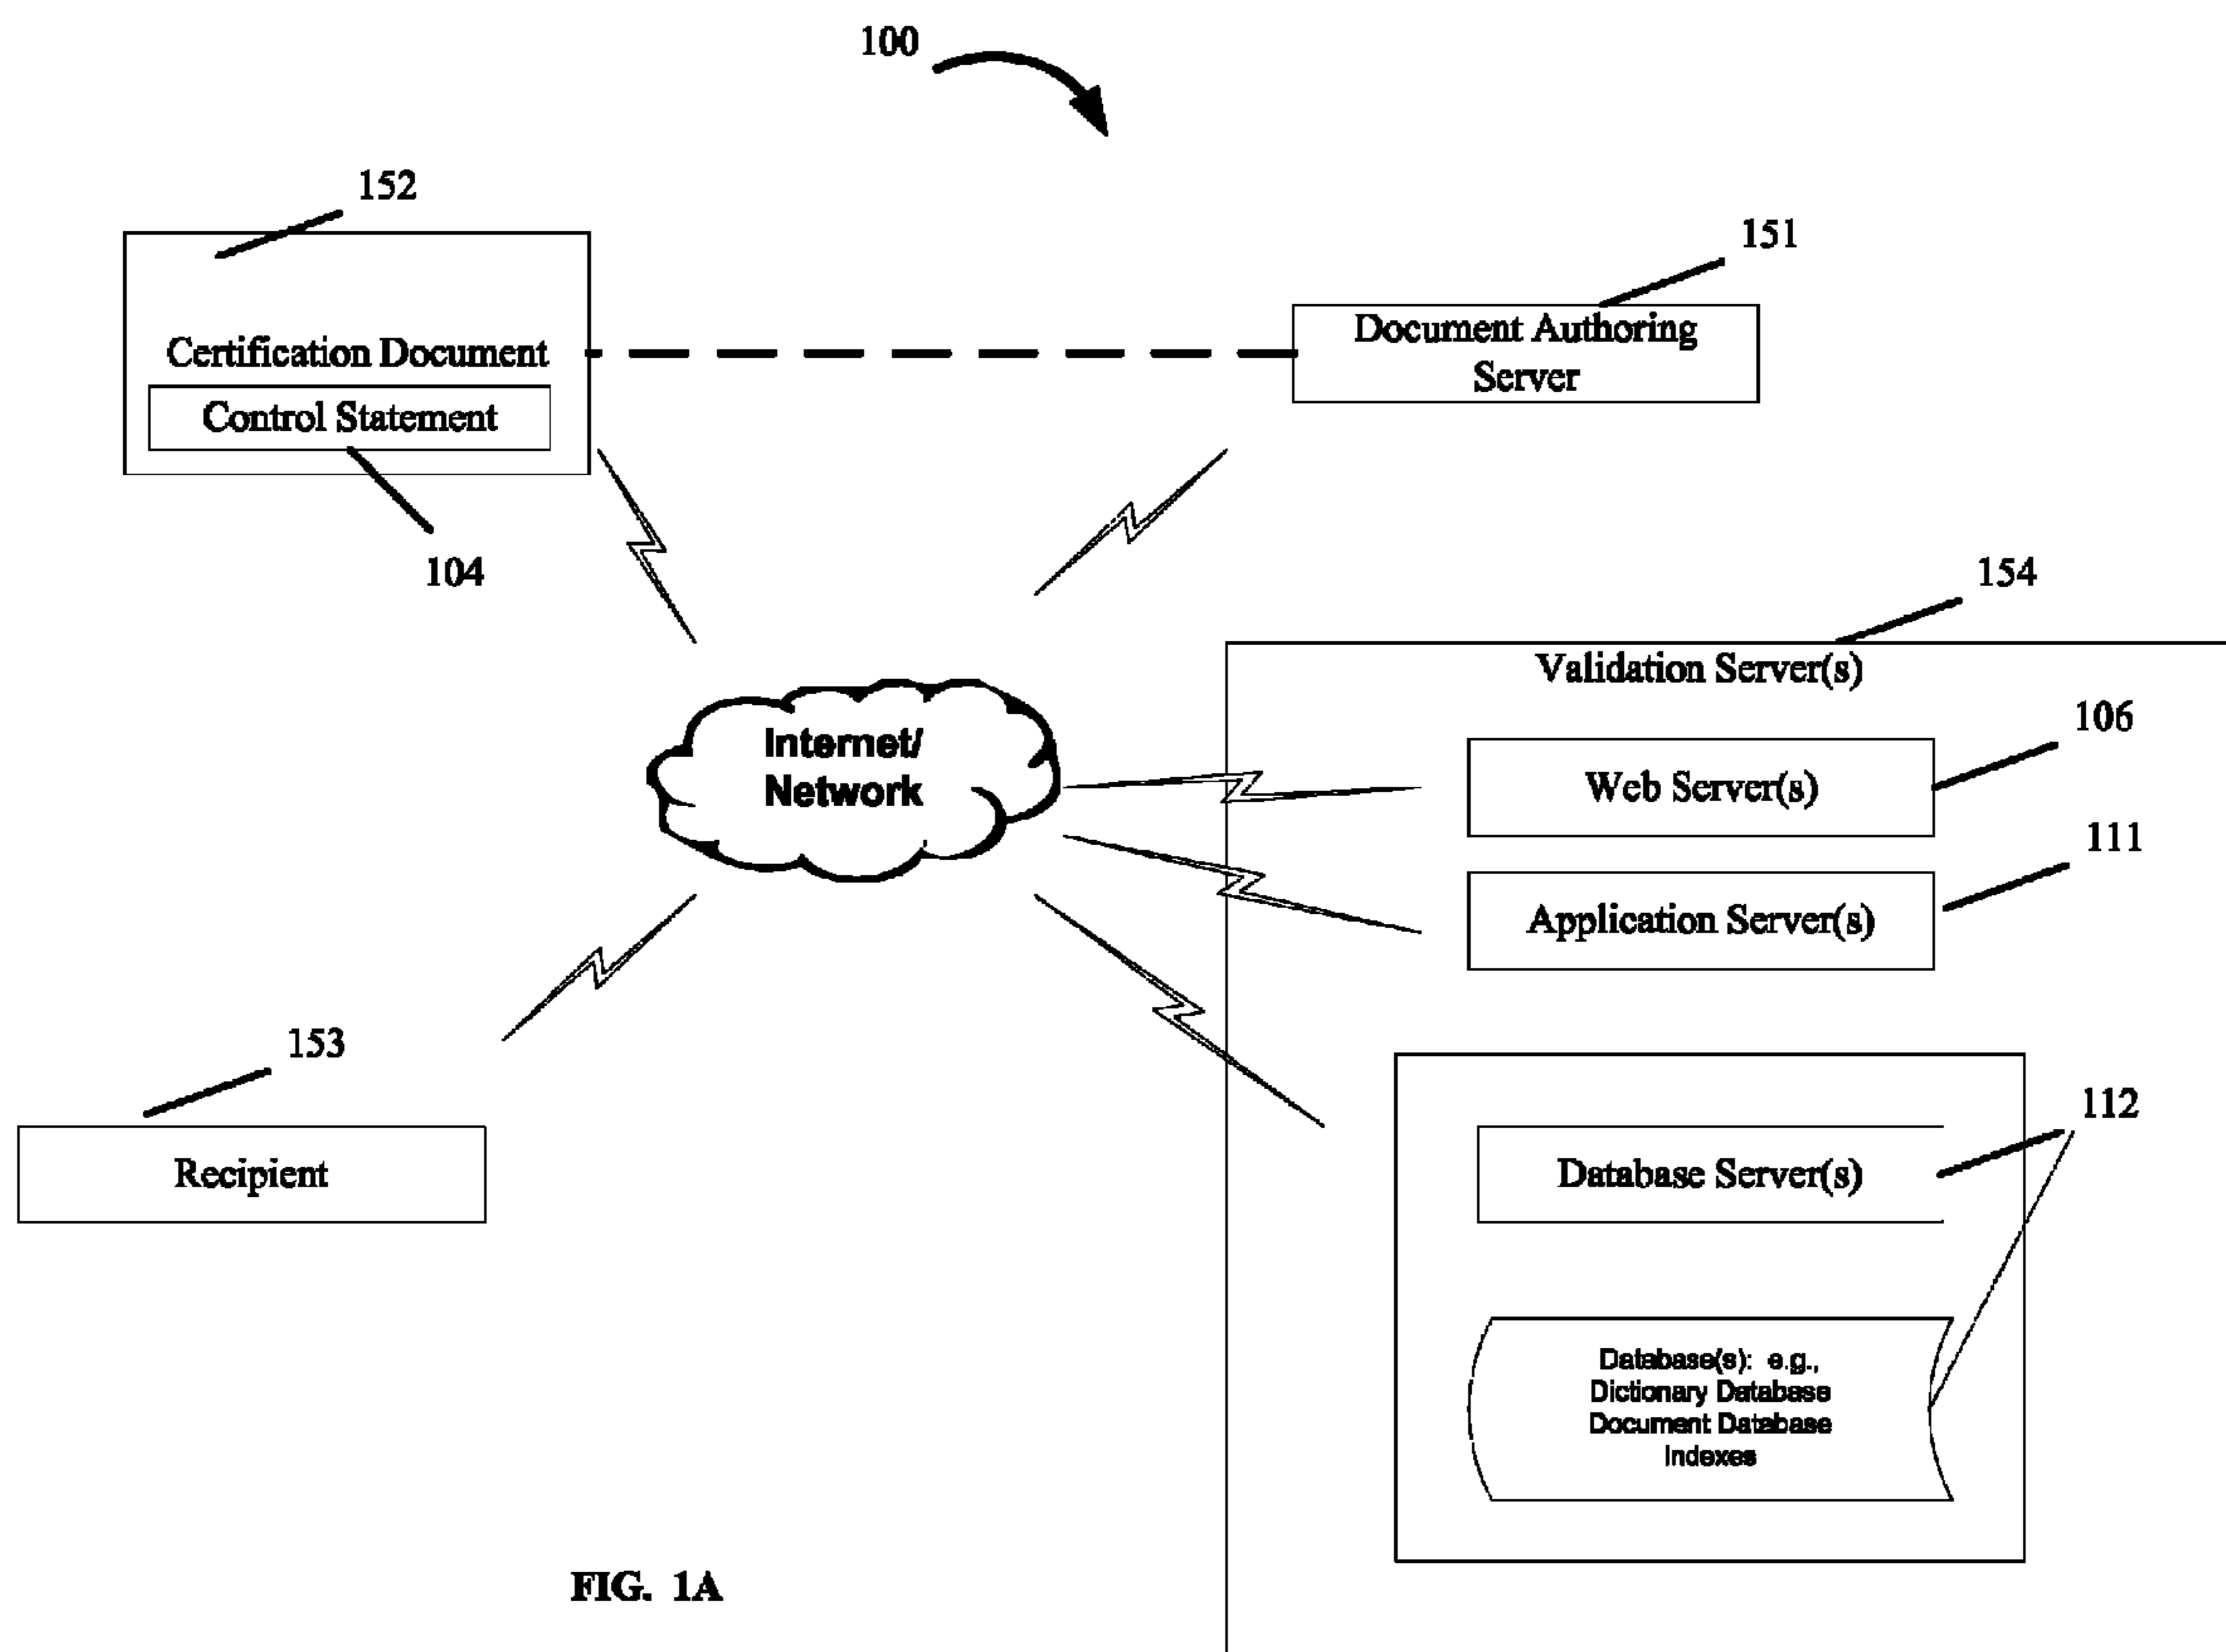 100
152
151
Certification Document
Control Statement
Document Authoring
Server
104
154
Validation Server(s)
106
Internet/
Network
Web Server(s)
111
Application Server(s)
153
112
Recipient
Database Server(s)
Database(s): e.g.,
Dictionary Database
Document Database
Indexes
FIG. 1A